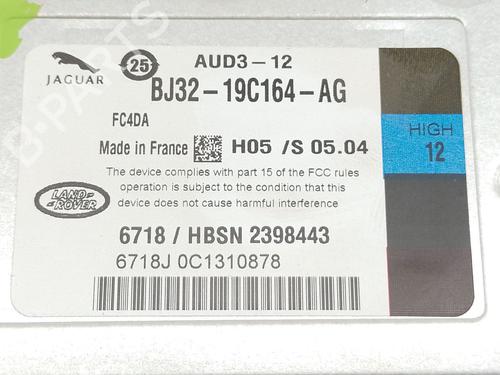 JAGUAR
25
AUD3-12
BJ32-19C164-AG
FC4DA
Made in France H05 /S 05.04
The device complies with part 15 of the FCC rules
operation is subject to the condition that this
device does not cause harmful interference
HIGH
12
LAND-
ROVER
6718 / HBSN 2398443
6718J 0C1310878